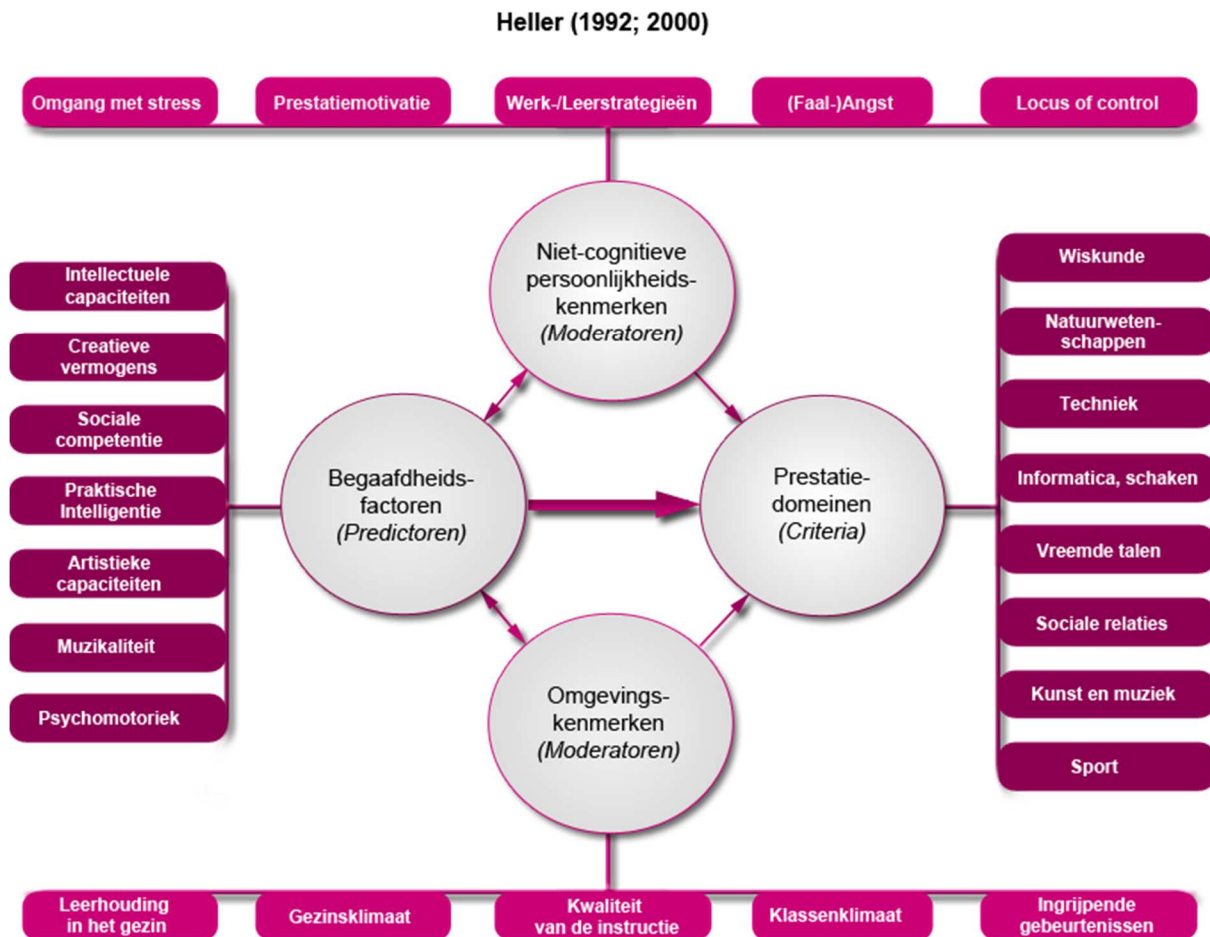 Heller (1992; 2000)
Omgang met stress
Prestatiemotivatie
Werk-/Leerstrategieën
(Faal-)Angst
Locus of control
Niet-cognitieve
persoonlijkheids-
kenmerken
(Moderatoren)
Intellectuele
capaciteiten
Creatieve
vermogens
Sociale
competentie
Praktische
Intelligentie
Artistieke
capaciteiten
Muzikaliteit
Psychomotoriek
Begaafdheids-
factoren
(Predictoren)
Prestatie-
domeinen
(Criteria)
Wiskunde
Natuurweten-
schappen
Techniek
Informatica, schaken
Vreemde talen
Sociale relaties
Kunst en muziek
Sport
Omgevings-
kenmerken
(Moderatoren)
Leerhouding
in het gezin
Gezinsklimaat
Kwaliteit
van de instructie
Klassenklimaat
Ingrijpende
gebeurtenissen